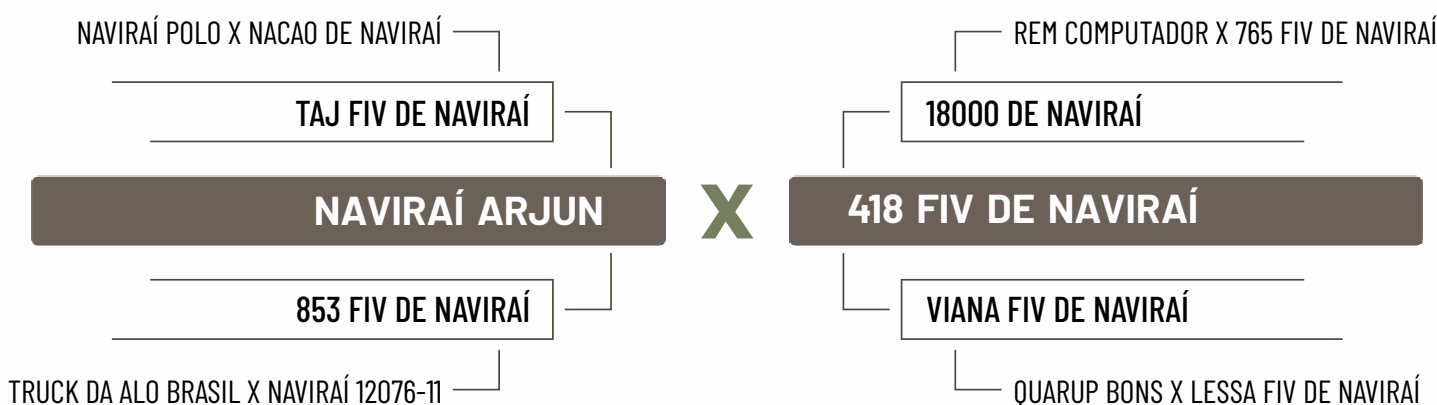 NAVIRAÍ POLO X NACAO DE NAVIRAÍ
REM COMPUTADOR X 765 FIV DE NAVIRAÍ
TAJ FIV DE NAVIRAÍ
18000 DE NAVIRAÍ
NAVIRAÍ ARJUN
X
418 FIV DE NAVIRAÍ
853 FIV DE NAVIRAÍ
VIANA FIV DE NAVIRAÍ
TRUCK DA ALO BRASIL X NAVIRAÍ 12076-11
QUARUP BONS X LESSA FIV DE NAVIRAÍ